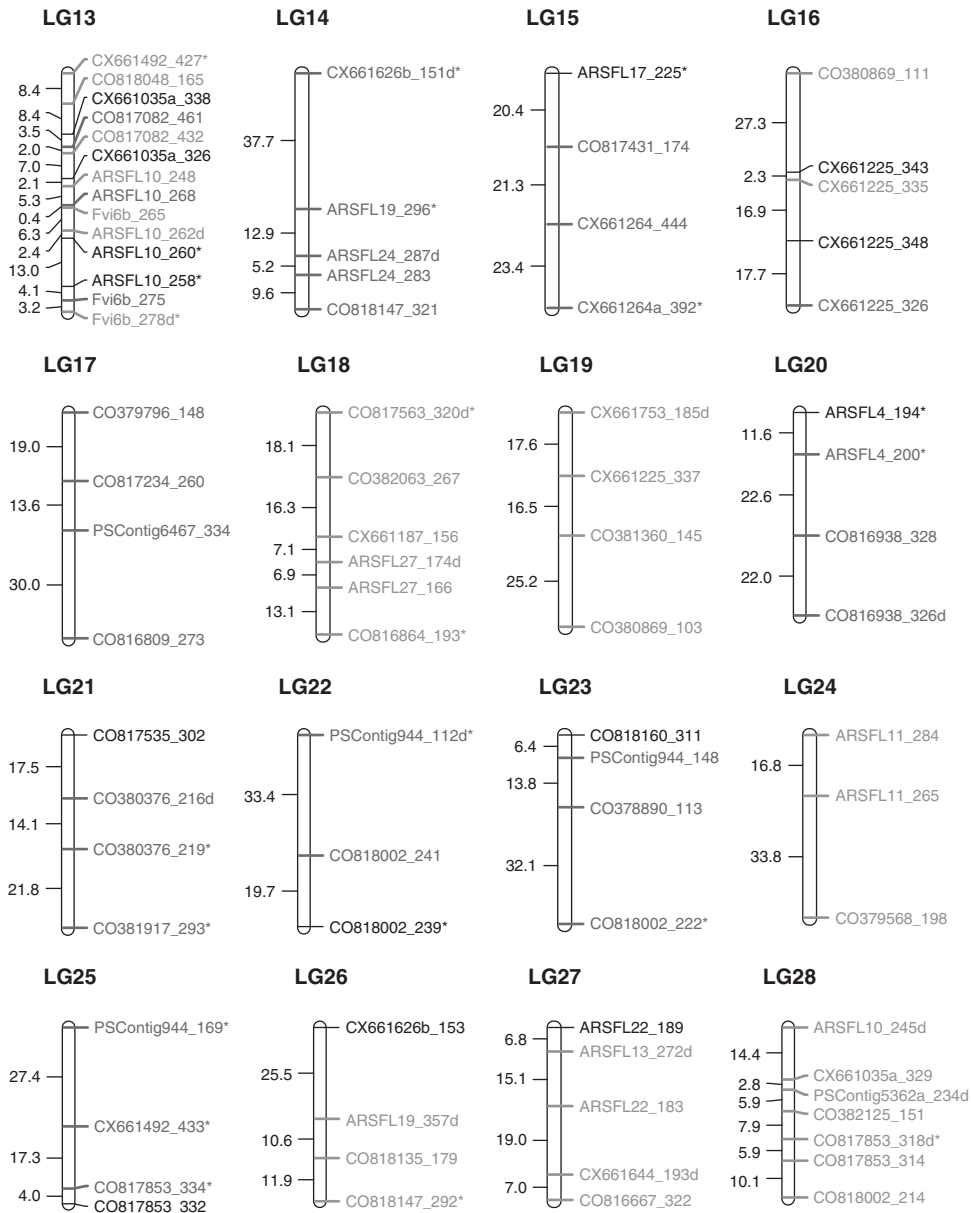 LG13
LG14
LG15
LG16
8.4
8.4
3.5
2.0
7.0
2.1
5.3
0.4
6.3
2.4
13.0
4.1
3.2
CX661492_427*
CO818048_165
CX661035a_338
CO817082_461
CO817082_432
CX661035a_326
ARSFL10_248
ARSFL10_268
Fvi6b_265
ARSFL10_262d
ARSFL10_260*
ARSFL10_258*
Fvi6b_275
Fvi6b_278d*
37.7
12.9
5.2
9.6
CX661626b_151d*
ARSFL19_296*
ARSFL24_287d
ARSFL24_283
CO818147_321
20.4
21.3
23.4
ARSFL17_225*
CO817431_174
CX661264_444
CX661264a_392*
27.3
2.3
16.9
17.7
CO380869_111
CX661225_343
CX661225_335
CX661225_348
CX661225_326
LG17
LG18
LG19
LG20
19.0
13.6
30.0
CO379796_148
CO817234_260
PSContig6467_334
CO816809_273
18.1
16.3
7.1
6.9
13.1
CO817563_320d*
CO382063_267
CX661187_156
ARSFL27_174d
ARSFL27_166
CO816864_193*
17.6
16.5
25.2
CX661753_185d
CX661225_337
CO381360_145
CO380869_103
11.6
22.6
22.0
ARSFL4_194*
ARSFL4_200*
CO816938_328
CO816938_326d
LG21
LG22
LG23
LG24
17.5
14.1
21.8
CO817535_302
CO380376_216d
CO380376_219*
CO381917_293*
33.4
19.7
PSContig944_112d*
CO818002_241
CO818002_239*
6.4
13.8
32.1
CO818160_311
PSContig944_148
CO378890_113
CO818002_222*
16.8
33.8
ARSFL11_284
ARSFL11_265
CO379568_198
LG25
LG26
LG27
LG28
27.4
17.3
4.0
PSContig944_169*
CX661492_433*
CO817853_334*
CO817853_332
25.5
10.6
11.9
CX661626b_153
ARSFL19_357d
CO818135_179
CO818147_292*
6.8
15.1
19.0
7.0
ARSFL22_189
ARSFL13_272d
ARSFL22_183
CX661644_193d
CO816667_322
14.4
2.8
5.9
7.9
5.9
10.1
ARSFL10_245d
CX661035a_329
PSContig5362a_234d
CO382125_151
CO817853_318d*
CO817853_314
CO818002_214